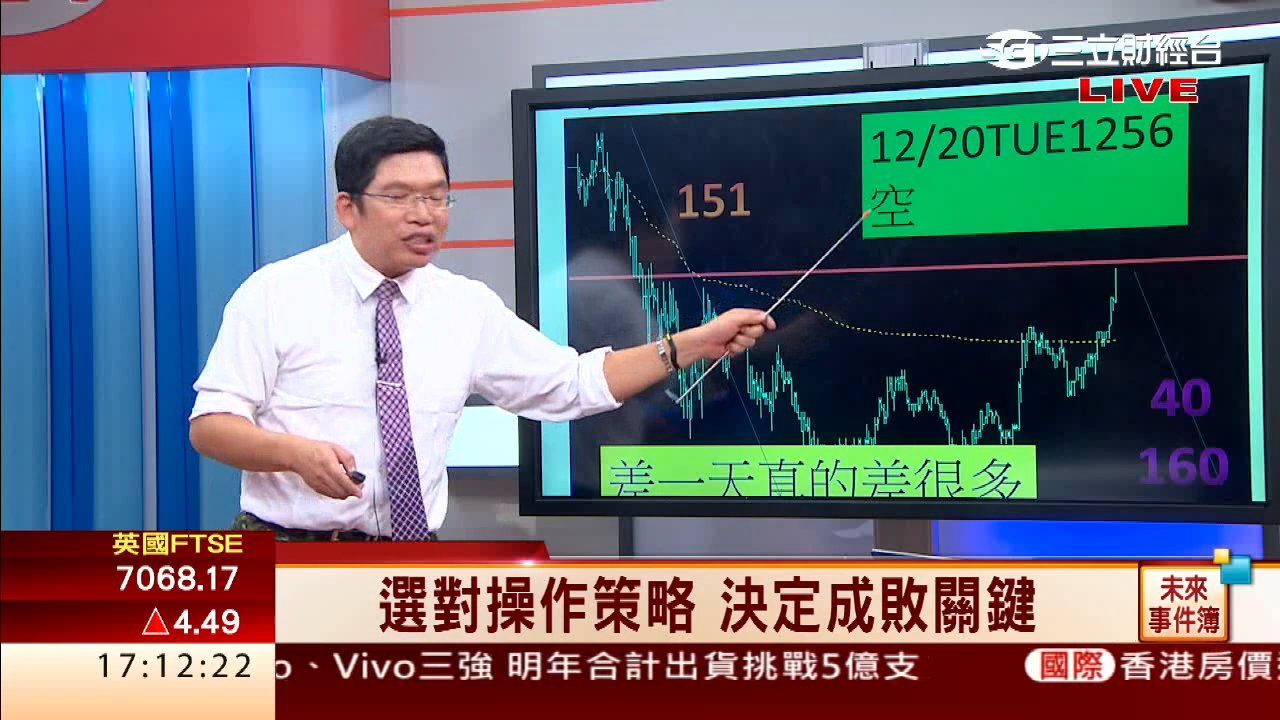 三立財經台
LIVE
12/20TUE1256
空
151
40
160
差一天真的差很多
英國FTSE
7068.17
△4.49
選對操作策略 決定成敗關鍵
未來
事件簿
17:12:22
、Vivo三強 明年合計出貨挑戰5億支
國際 香港房價